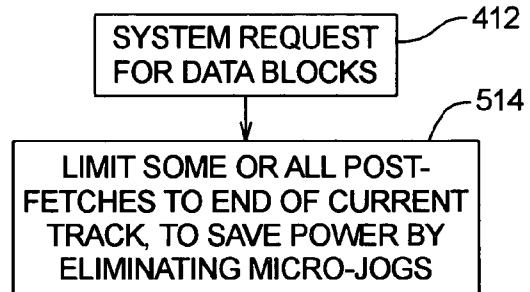 SYSTEM REQUEST
FOR DATA BLOCKS
412
514
LIMIT SOME OR ALL POST-
FETCHES TO END OF CURRENT
TRACK, TO SAVE POWER BY
ELIMINATING MICRO-JOGS